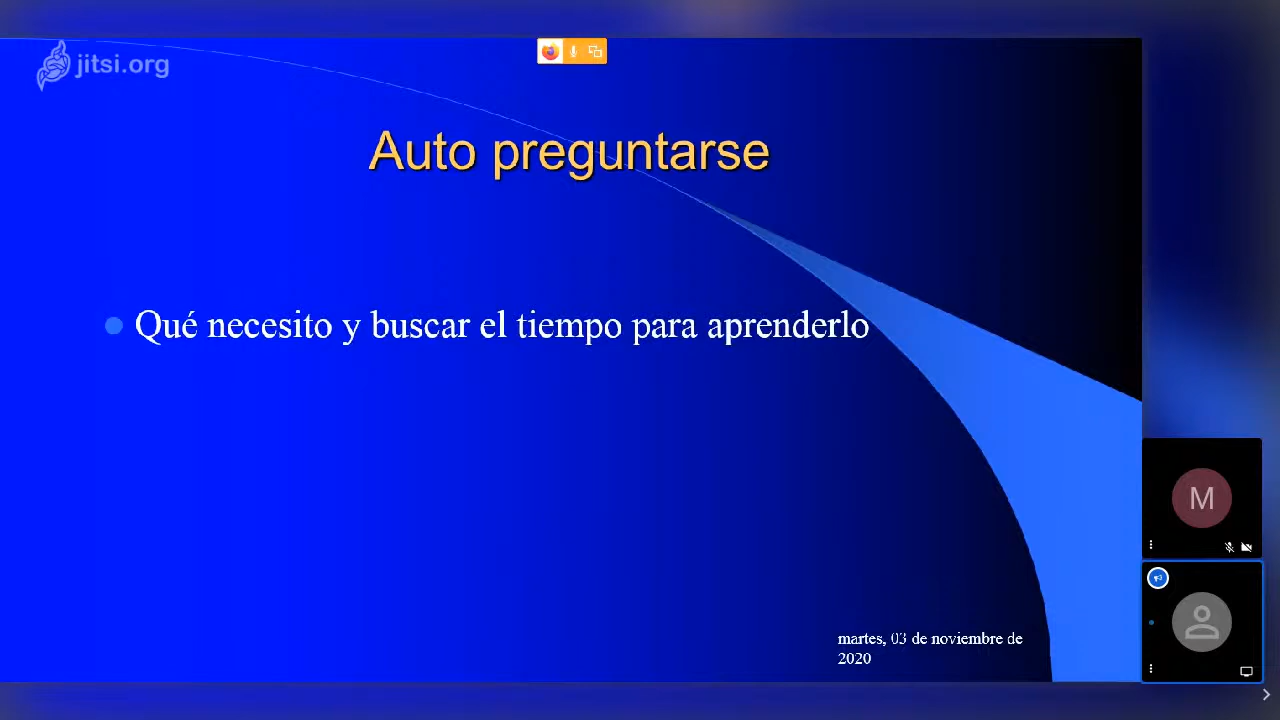 jitsi.org
Auto preguntarse
Qué necesito y buscar el tiempo para aprenderlo
M
martes, 03 de noviembre de
2020